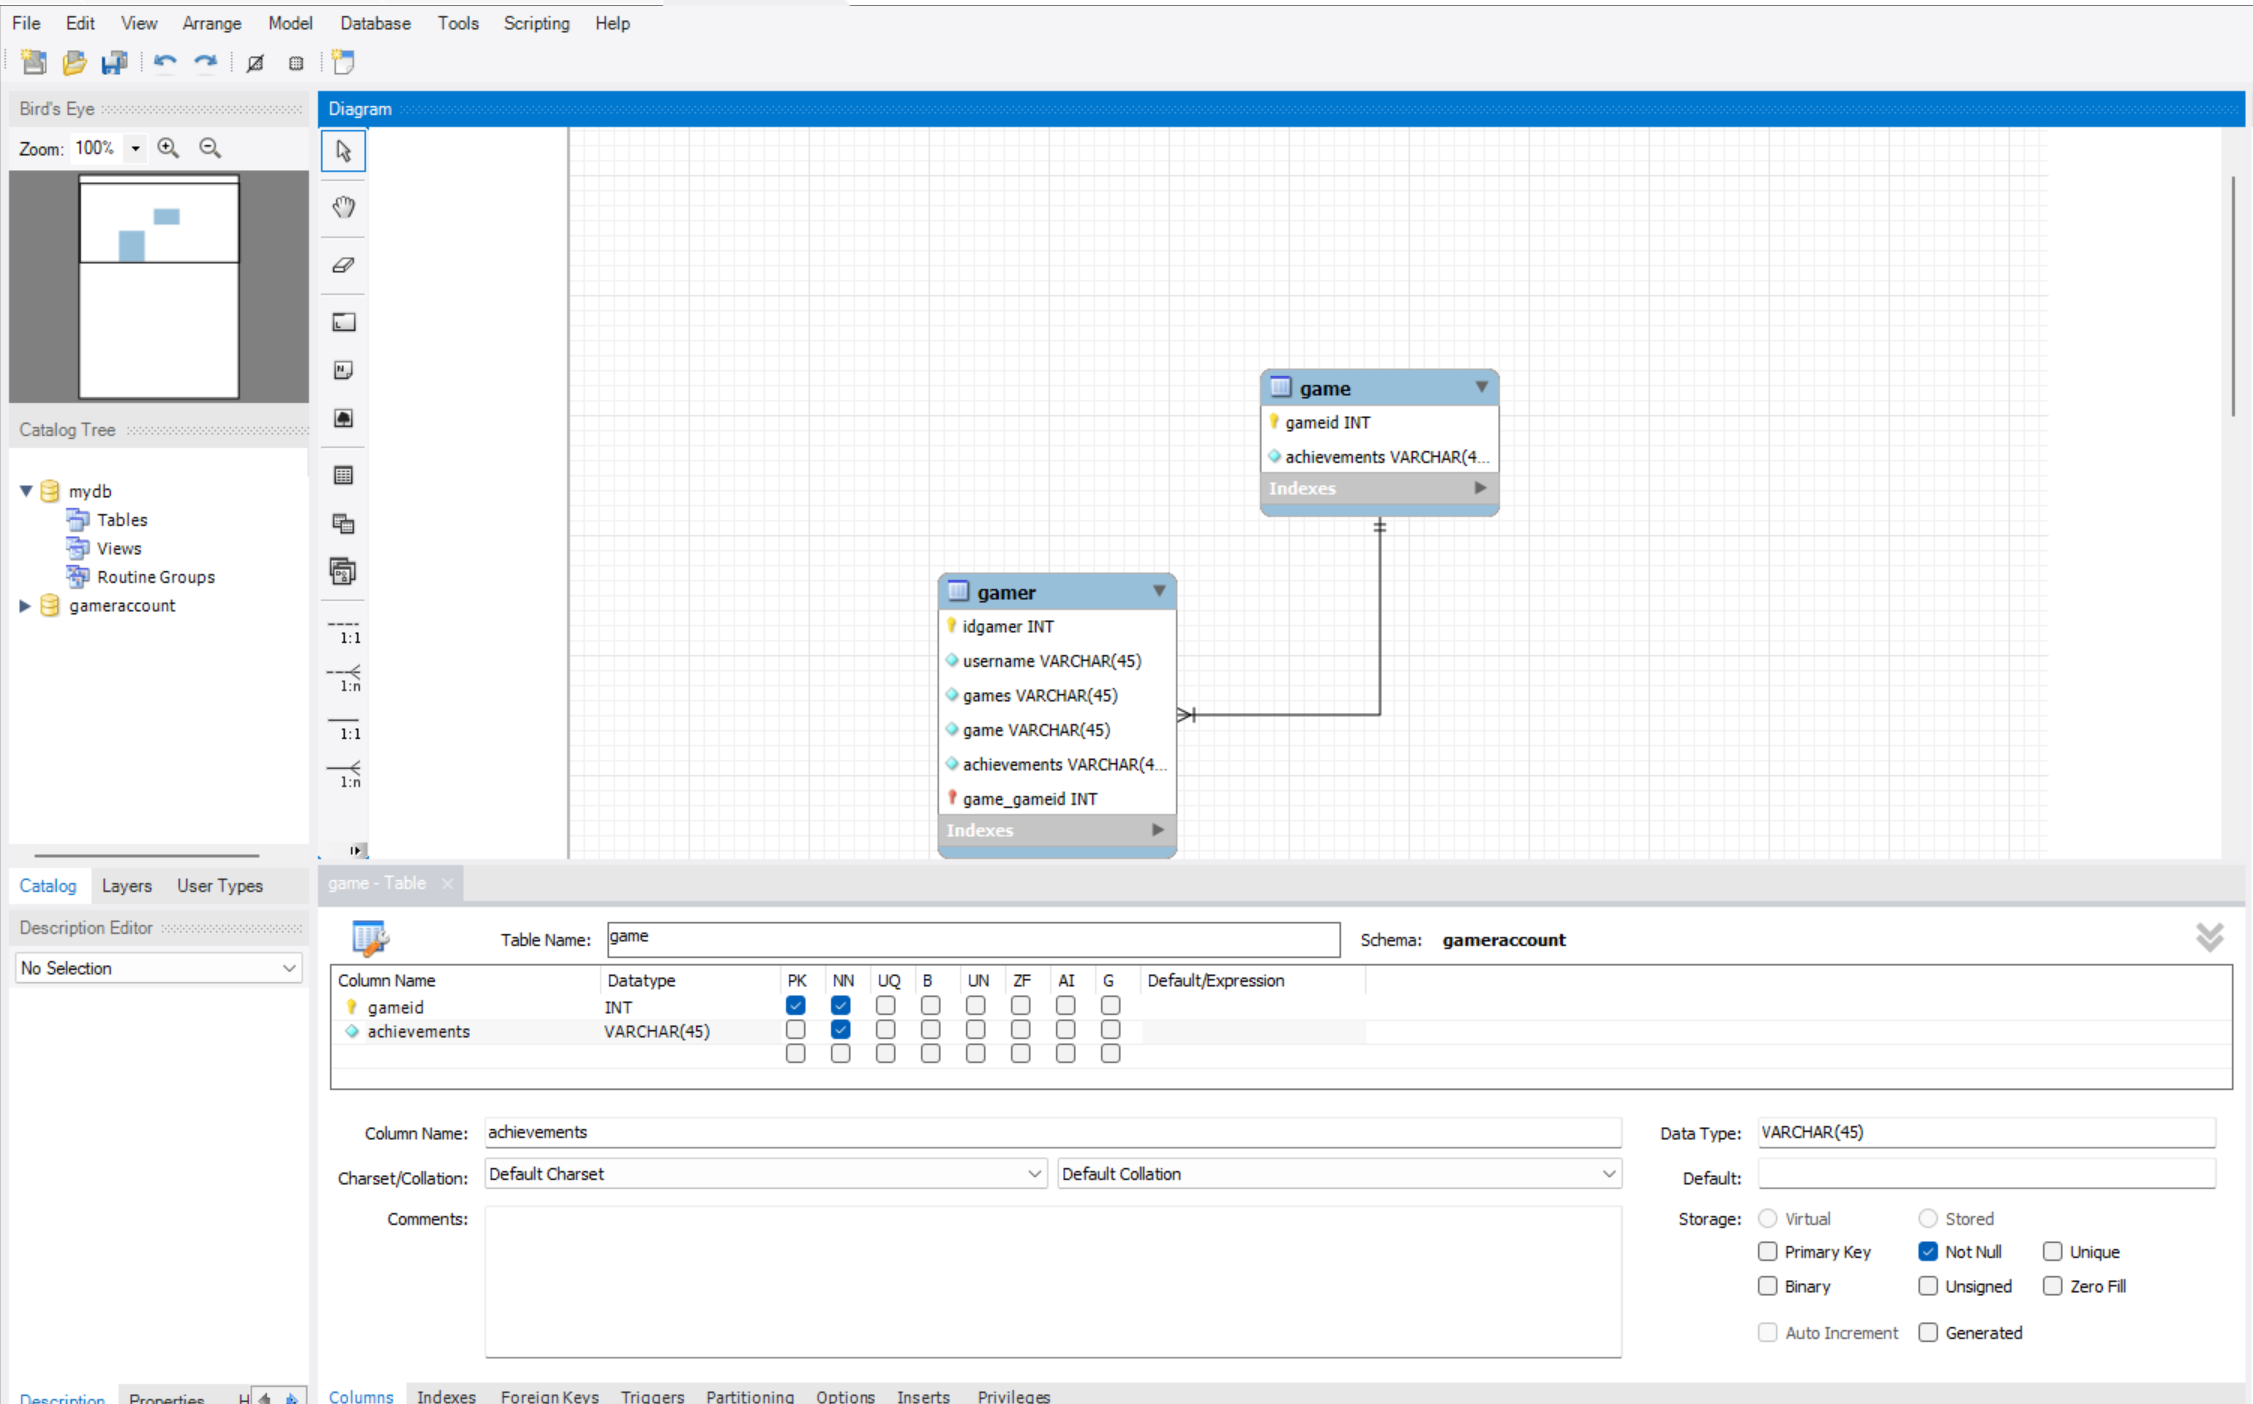 File Edit View Arrange Model Database Tools Scripting Help
Bird's Eye
Zoom: 100%
Catalog Tree
mydb
Tables
Views
Routine Groups
gameraccount
Catalog Layers User Types
Description Editor
No Selection
Description Properties H
Diagram
1:1
1:n
1:1
1:n
game
gameid INT
achievements VARCHAR(4...
Indexes
gamer
idgamer INT
username VARCHAR(45)
games VARCHAR(45)
game VARCHAR(45)
achievements VARCHAR(4...
game_gameid INT
Indexes
game - Table
Table Name: game Schema: gameraccount
Column Name Datatype PK NN UQ B UN ZF AI G Default/Expression
gameid INT
achievements VARCHAR(45)
Column Name: achievements Data Type: VARCHAR(45)
Charset/Collation: Default Charset Default Collation Default:
Comments: Storage: Virtual Stored
Primary Key Not Null Unique
Binary Unsigned Zero Fill
Auto Increment Generated
Columns Indexes Foreign Keys Triggers Partitioning Options Inserts Privileges